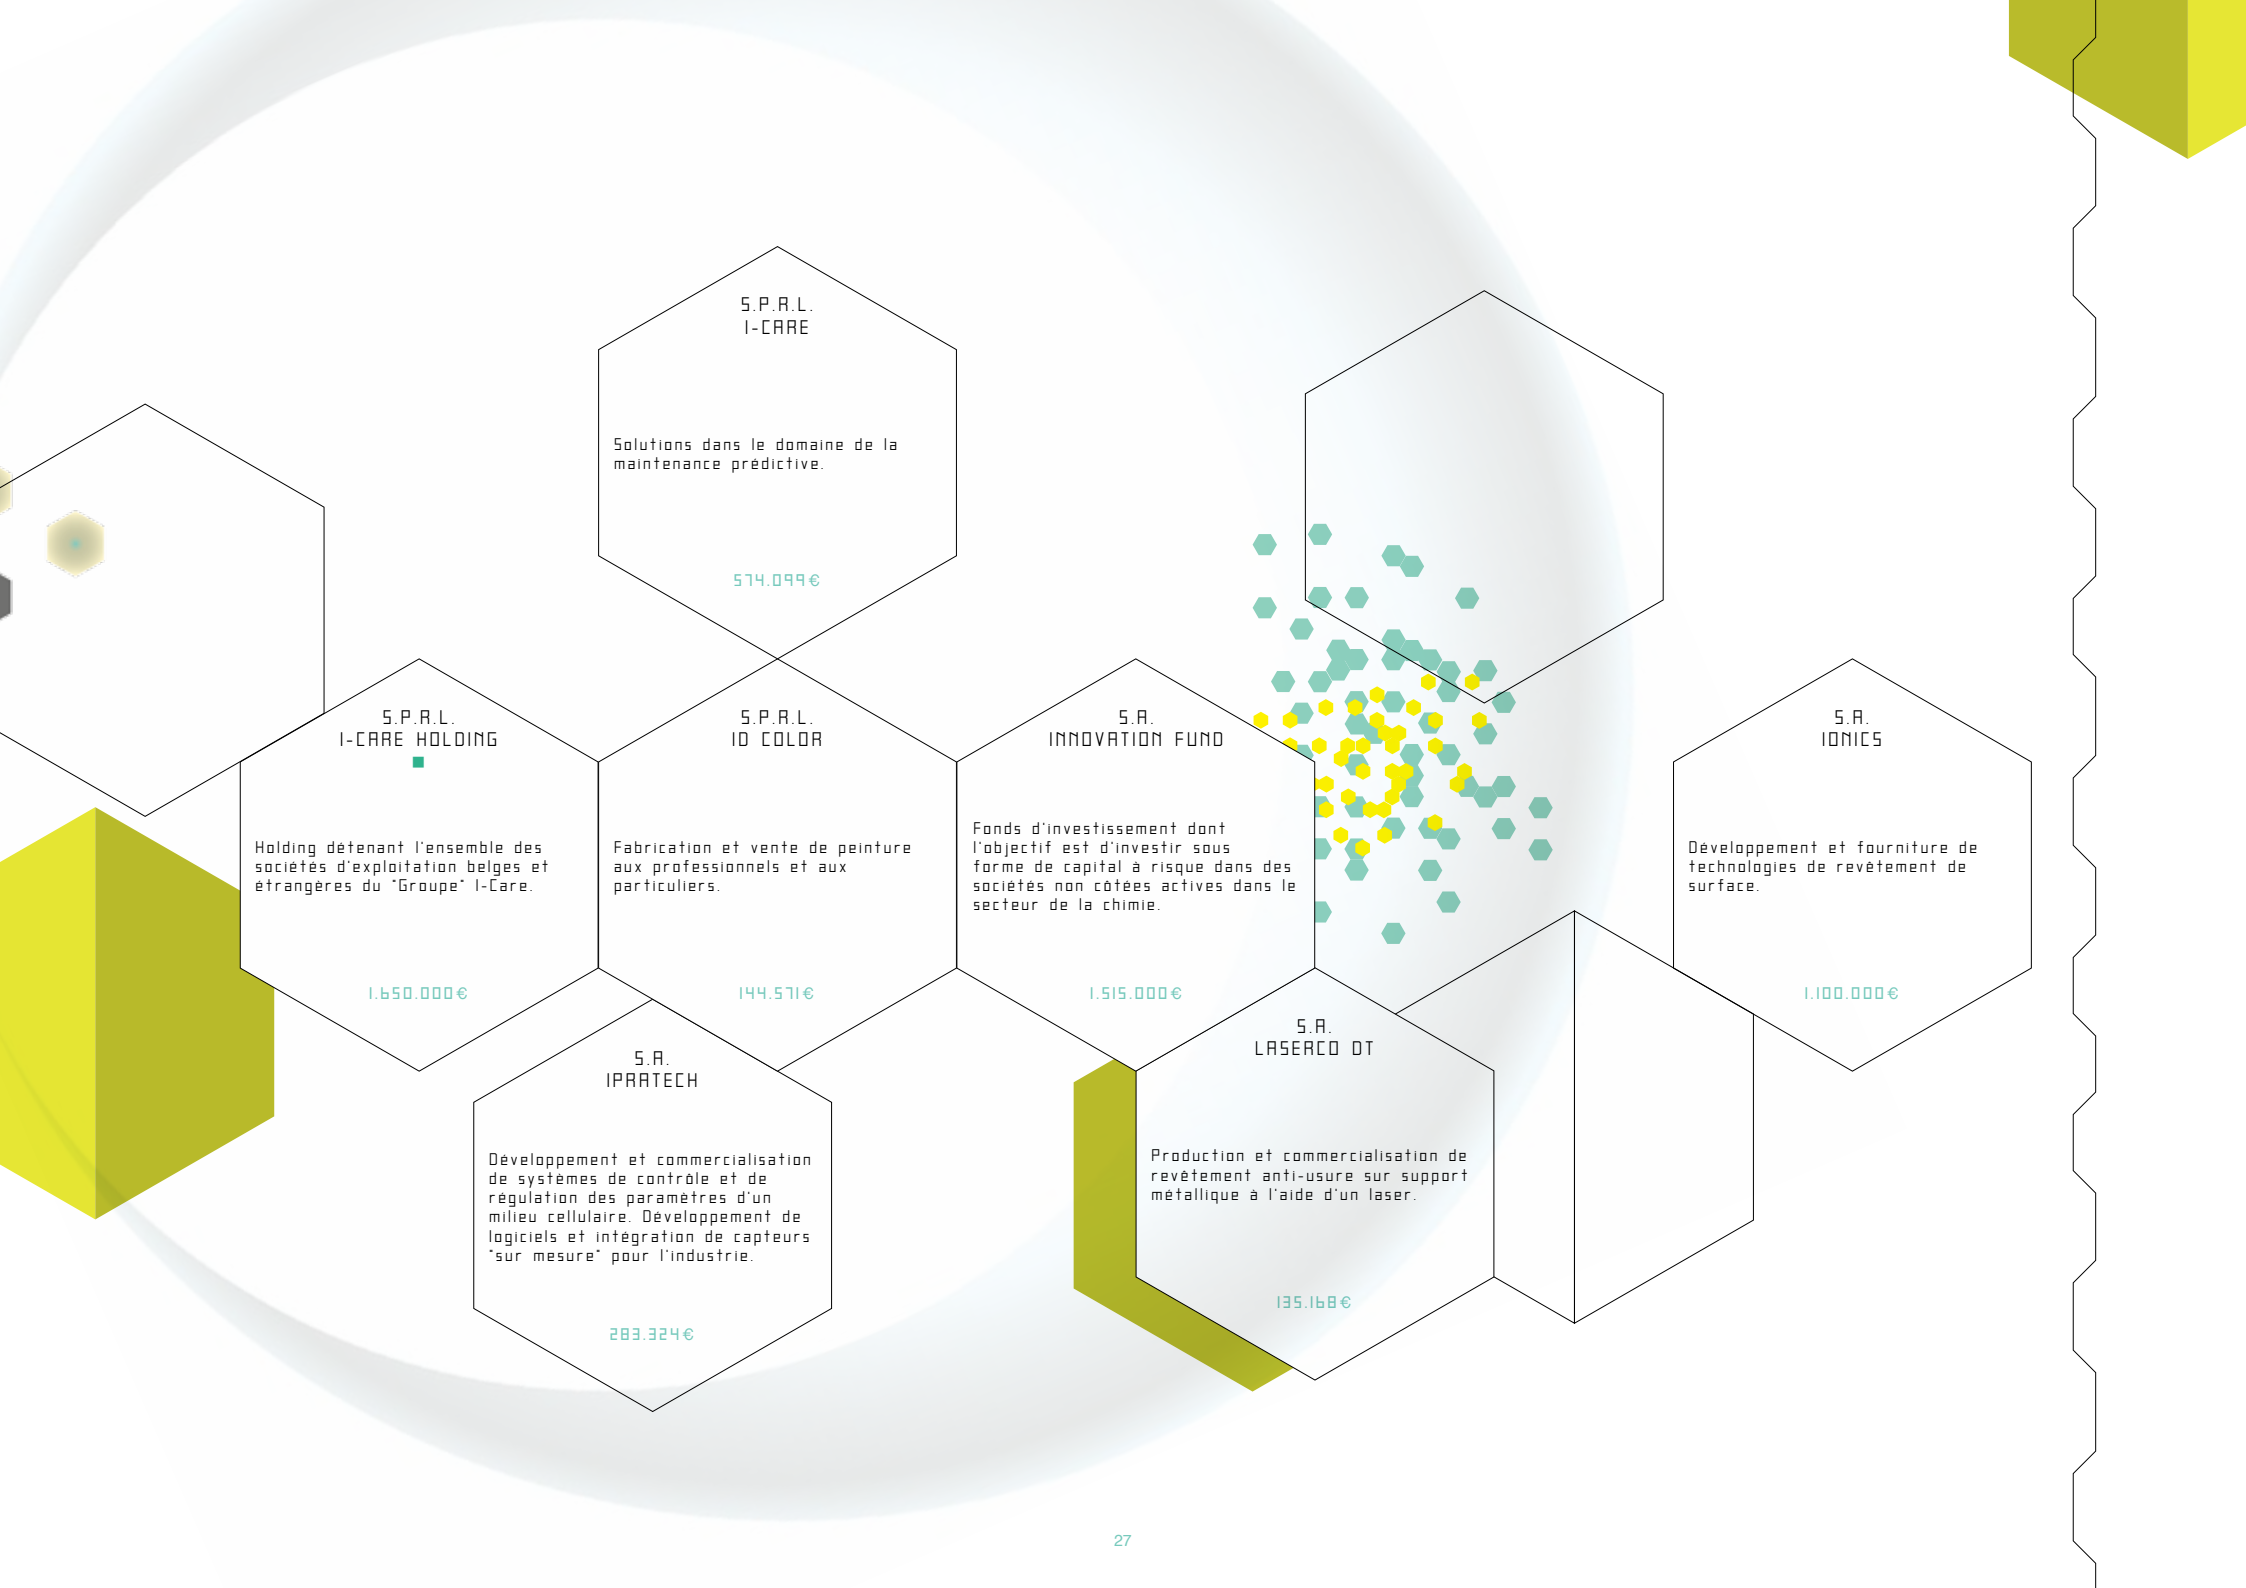 S.P.R.L.
I-CARE
Solutions dans le domaine de la
maintenance prédictive.
574.099€
S.P.R.L.
I-CARE HOLDING
Holding détenant l'ensemble des
sociétés d'exploitation belges et
étrangères du "Groupe" I-Care.
1.650.000€
S.P.R.L.
ID COLOR
Fabrication et vente de peinture
aux professionnels et aux
particuliers.
144.571€
S.A.
INNOVATION FUND
Fonds d'investissement dont
l'objectif est d'investir sous
forme de capital à risque dans des
sociétés non côtées actives dans le
secteur de la chimie.
1.515.000€
S.A.
IONICS
Développement et fourniture de
technologies de revêtement de
surface.
1.100.000€
S.A.
IPRATECH
Développement et commercialisation
de systèmes de contrôle et de
régulation des paramètres d'un
milieu cellulaire. Développement de
logiciels et intégration de capteurs
"sur mesure" pour l'industrie.
283.324€
S.A.
LASERCO DT
Production et commercialisation de
revêtement anti-usure sur support
métallique à l'aide d'un laser.
135.168€
27